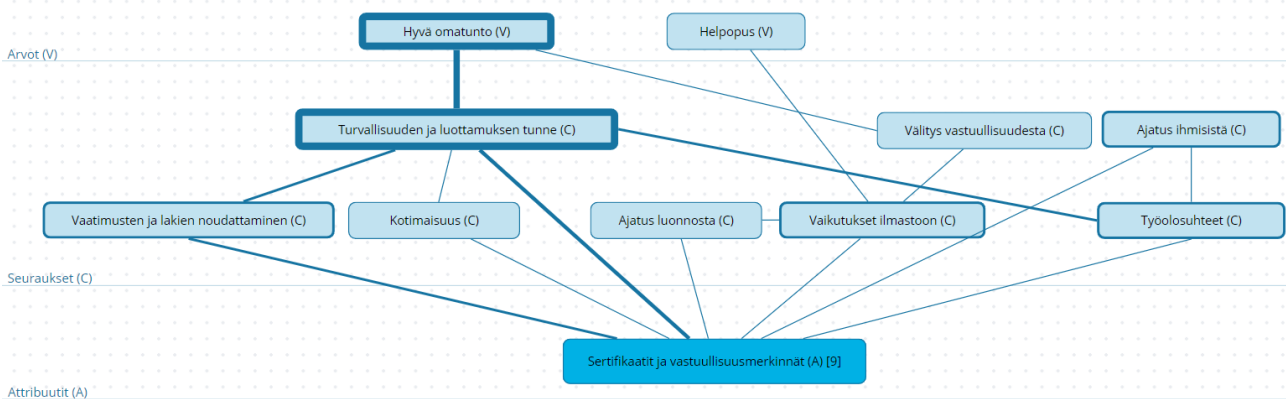 Hyvä omatunto (V)
Helpopus (V)
Arvot (V)
Turvallisuuden ja luottamuksen tunne (C)
Välitys vastuullisuudesta (C)
Ajatus ihmisistä (C)
Vaatimusten ja lakien noudattaminen (C)
Kotimaisuus (C)
Ajatus luonnosta (C)
Vaikutukset ilmastoon (C)
Työolosuhteet (C)
Seuraukset (C)
Sertifikaatit ja vastuullisuusmerkinnät (A) [9]
Attribuutit (A)